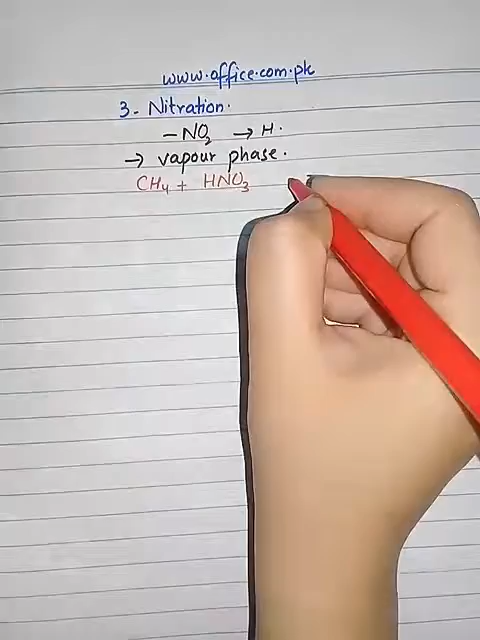 www.office.com.pk
3- Nitration.
- NO₂ → H.
→ vapour phase.
CH₄ + HNO₃